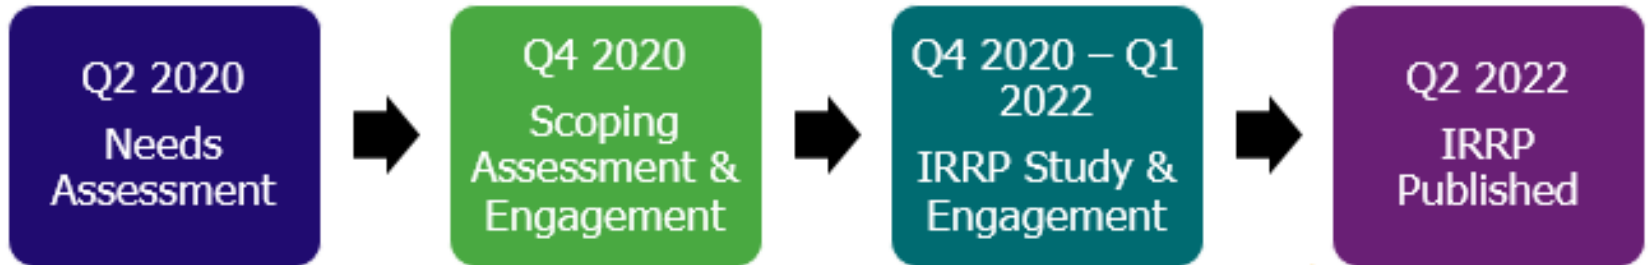 Q2 2020
Needs
Assessment
Q4 2020
Scoping
Assessment &
Engagement
Q4 2020 – Q1
2022
IRRP Study &
Engagement
Q2 2022
IRRP
Published